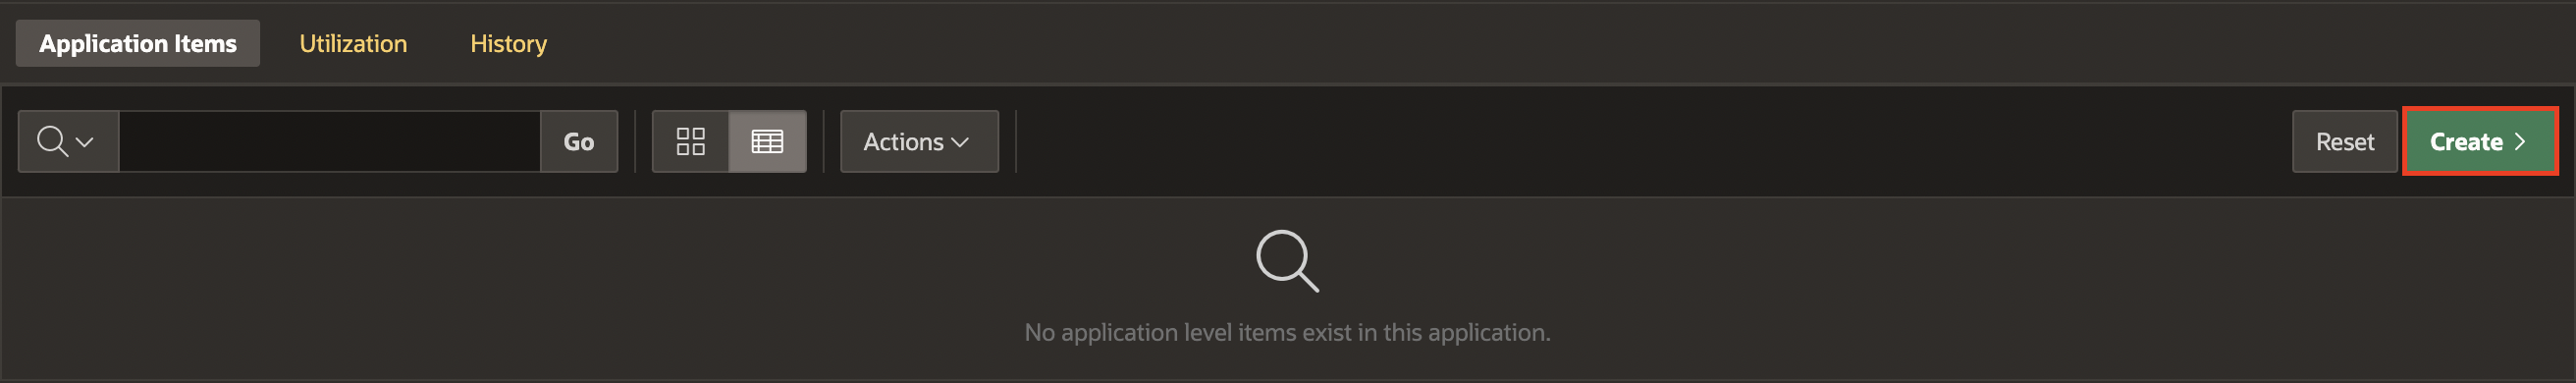 Application Items Utilization History
Go Actions Reset Create
No application level items exist in this application.